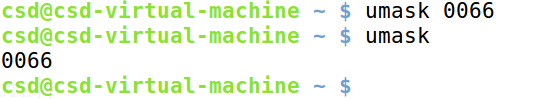 csd@csd-virtual-machine ~ $ umask 0066
csd@csd-virtual-machine ~ $ umask
0066
csd@csd-virtual-machine ~ $